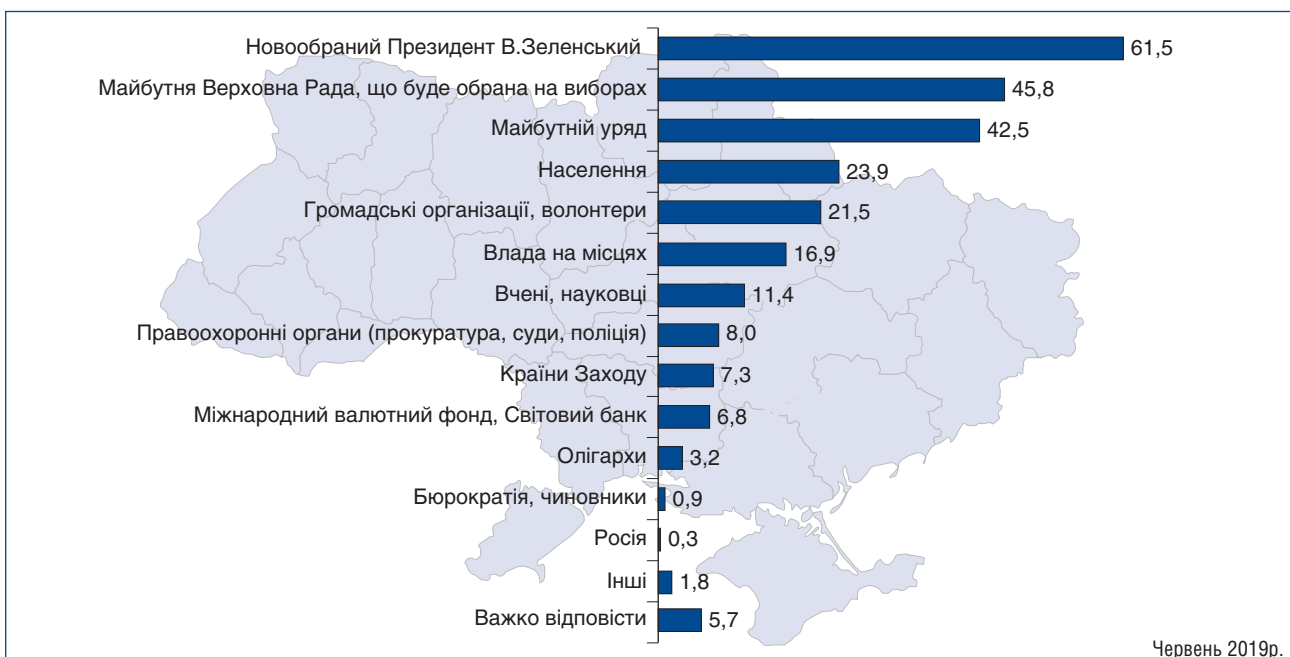 Новообраний Президент В.Зеленський 61,5
Майбутня Верховна Рада, що буде обрана на виборах 45,8
Майбутній уряд 42,5
Населення 23,9
Громадські організації, волонтери 21,5
Влада на місцях 16,9
Вчені, науковці 11,4
Правоохоронні органи (прокуратура, суди, поліція) 8,0
Країни Заходу 7,3
Міжнародний валютний фонд, Світовий банк 6,8
Олігархи 3,2
Бюрократія, чиновники 0,9
Росія 0,3
Інші 1,8
Важко відповісти 5,7
Червень 2019р.